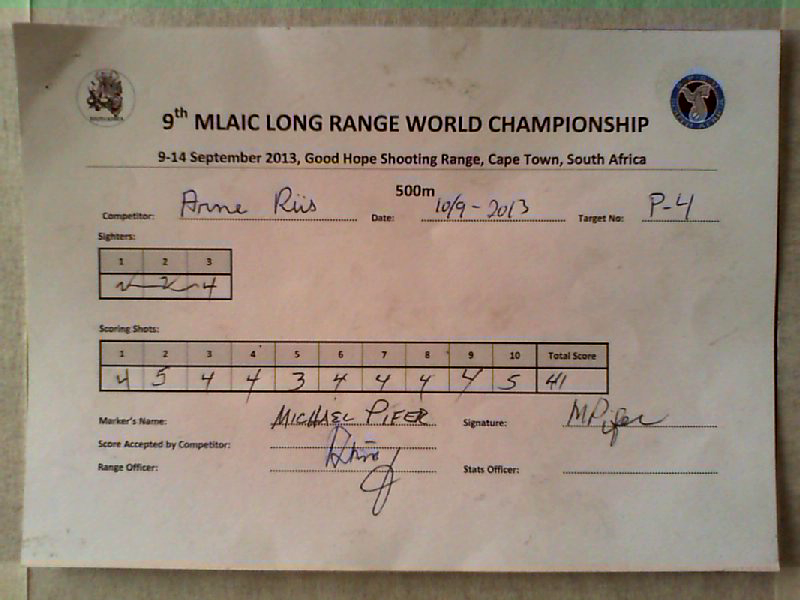 9th MLAIC LONG RANGE WORLD CHAMPIONSHIP
9-14 September 2013, Good Hope Shooting Range, Cape Town, South Africa
500m
Competitor: Arne Riis Date: 10/9-2013 Target No: P-4
Sighters:
1 2 3
4
Scoring Shots:
1 2 3 4 5 6 7 8 9 10 Total Score
4 5 4 4 3 4 4 4 4 5 41
Marker's Name: MICHAEL PIFER Signature: MPifer
Score Accepted by Competitor:
Range Officer: Stats Officer: